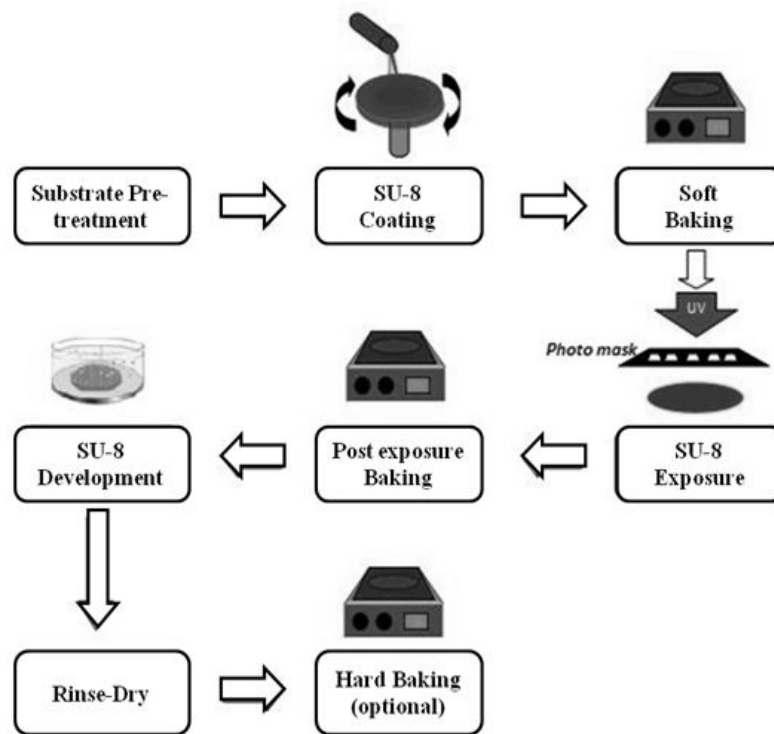 Substrate Pre-
treatment
SU-8
Coating
Soft
Baking
UV
Photo mask
SU-8
Exposure
Post exposure
Baking
SU-8
Development
Rinse-Dry
Hard Baking
(optional)